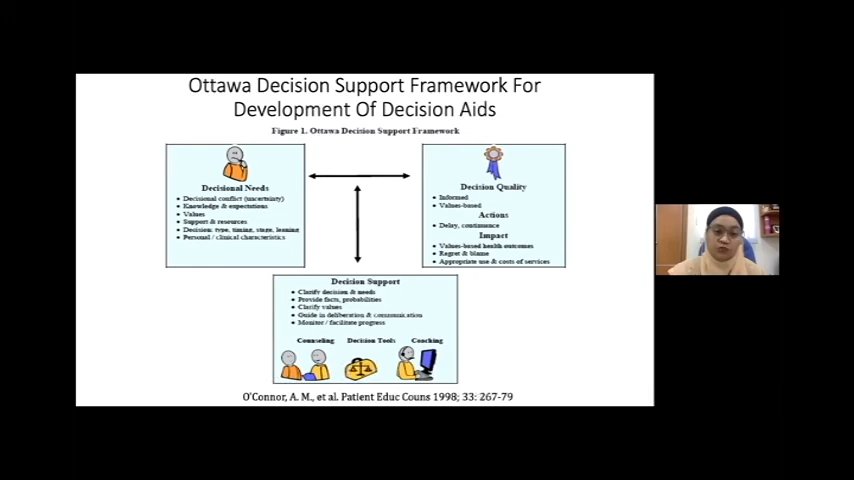 Ottawa Decision Support Framework For
Development Of Decision Aids
Figure 1. Ottawa Decision Support Framework
Decisional Needs
• Decisional conflict (uncertainty)
• Knowledge & expectations
• Values
• Support & resources
• Decision: type, timing, stage, leaning
• Personal / clinical characteristics
Decision Quality
• Informed
• Values-based
Actions
• Delay, continuance
Impact
• Values-based health outcomes
• Regret & blame
• Appropriate use & costs of services
Decision Support
• Clarify decision & needs
• Provide facts, probabilities
• Clarify values
• Guide in deliberation & communication
• Monitor / facilitate progress
Counseling Decision Tools Coaching
O'Connor, A. M., et al. Patient Educ Couns 1998; 33: 267-79